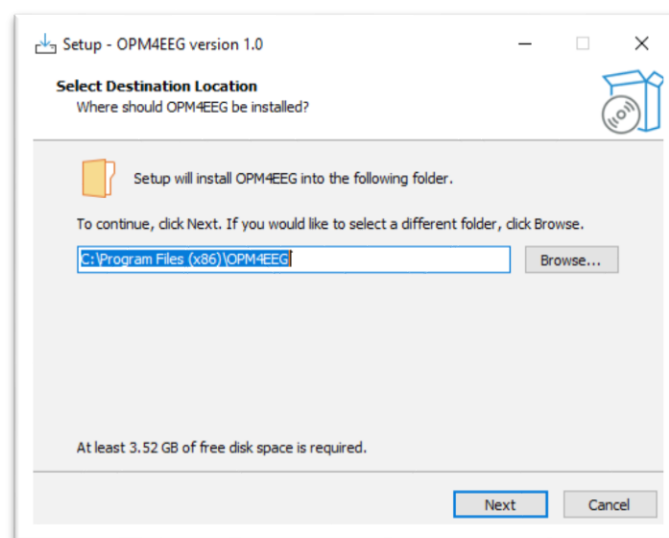 Setup - OPM4EEG version 1.0
Select Destination Location
Where should OPM4EEG be installed?
Setup will install OPM4EEG into the following folder.
To continue, click Next. If you would like to select a different folder, click Browse.
C:\Program Files (x86)\OPM4EEG
Browse...
At least 3.52 GB of free disk space is required.
Next
Cancel